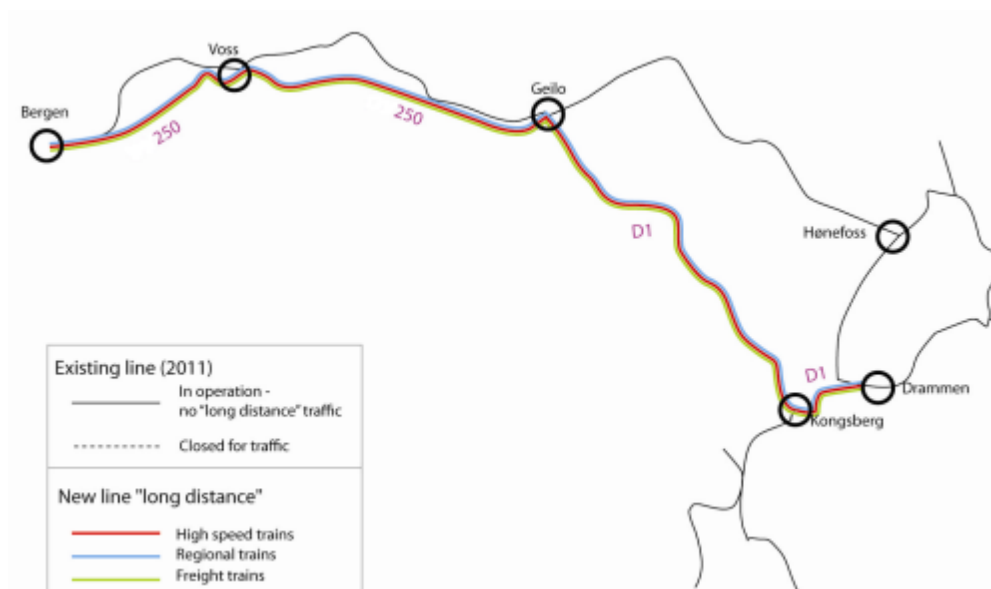 Voss
Geilo
Bergen
250
250
D1
Hønefoss
D1
Drammen
Kongsberg
Existing line (2011)
In operation -
no "long distance" traffic
Closed for traffic
New line "long distance"
High speed trains
Regional trains
Freight trains